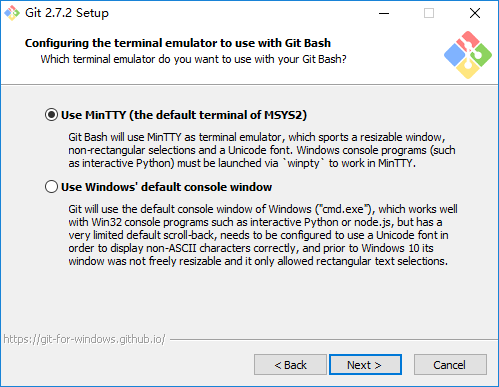 Git 2.7.2 Setup
Configuring the terminal emulator to use with Git Bash
Which terminal emulator do you want to use with your Git Bash?
Use MinTTY (the default terminal of MSYS2)
Git Bash will use MinTTY as terminal emulator, which sports a resizable window,
non-rectangular selections and a Unicode font. Windows console programs (such
as interactive Python) must be launched via `winpty` to work in MinTTY.
Use Windows' default console window
Git will use the default console window of Windows ("cmd.exe"), which works well
with Win32 console programs such as interactive Python or node.js, but has a
very limited default scroll-back, needs to be configured to use a Unicode font in
order to display non-ASCII characters correctly, and prior to Windows 10 its
window was not freely resizable and it only allowed rectangular text selections.
https://git-for-windows.github.io/
< Back
Next >
Cancel